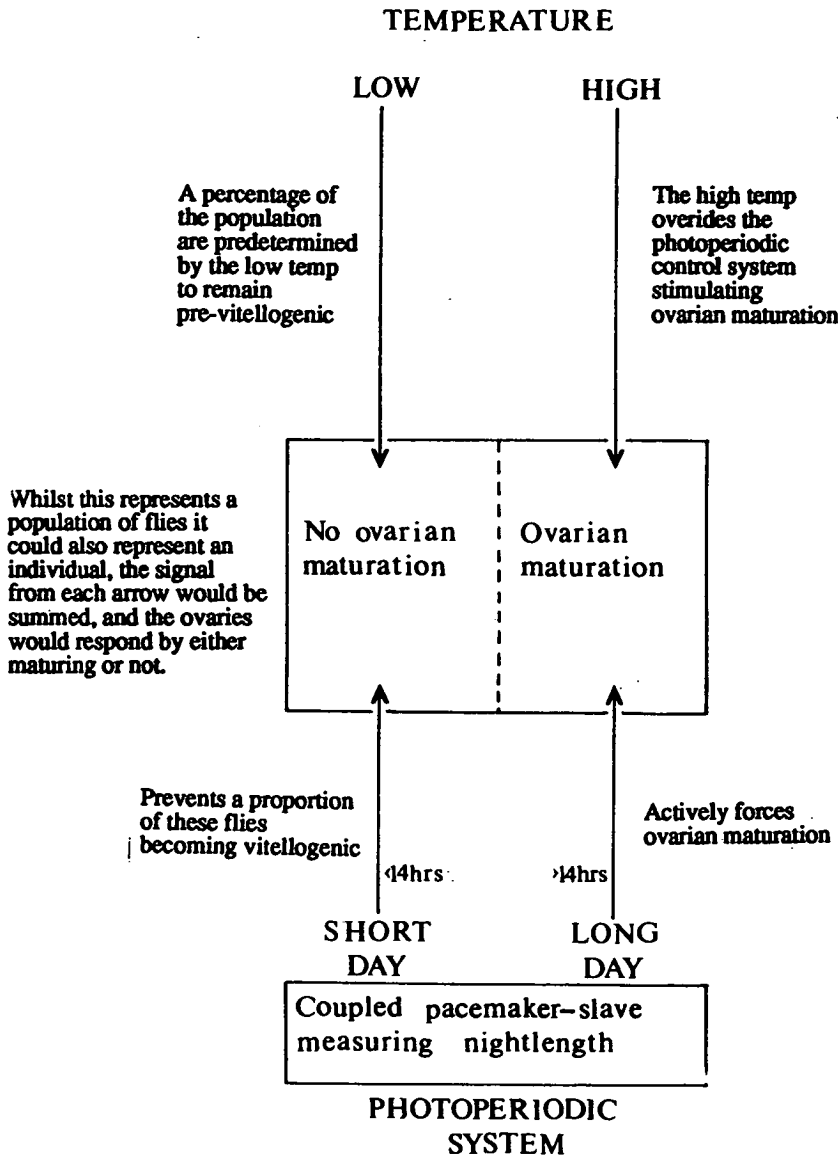 TEMPERATURE
LOW
HIGH
A percentage of
the population
are predetermined
by the low temp
to remain
pre-vitellogenic
The high temp
overides the
photoperiodic
control system
stimulating
ovarian maturation
Whilst this represents a
population of flies it
could also represent an
individual, the signal
from each arrow would be
summed, and the ovaries
would respond by either
maturing or not.
No ovarian
maturation
Ovarian
maturation
Prevents a proportion
of these flies
becoming vitellogenic
Actively forces
ovarian maturation
<14hrs
>14hrs
SHORT
DAY
LONG
DAY
Coupled pacemaker-slave
measuring nightlength
PHOTOPERIODIC
SYSTEM